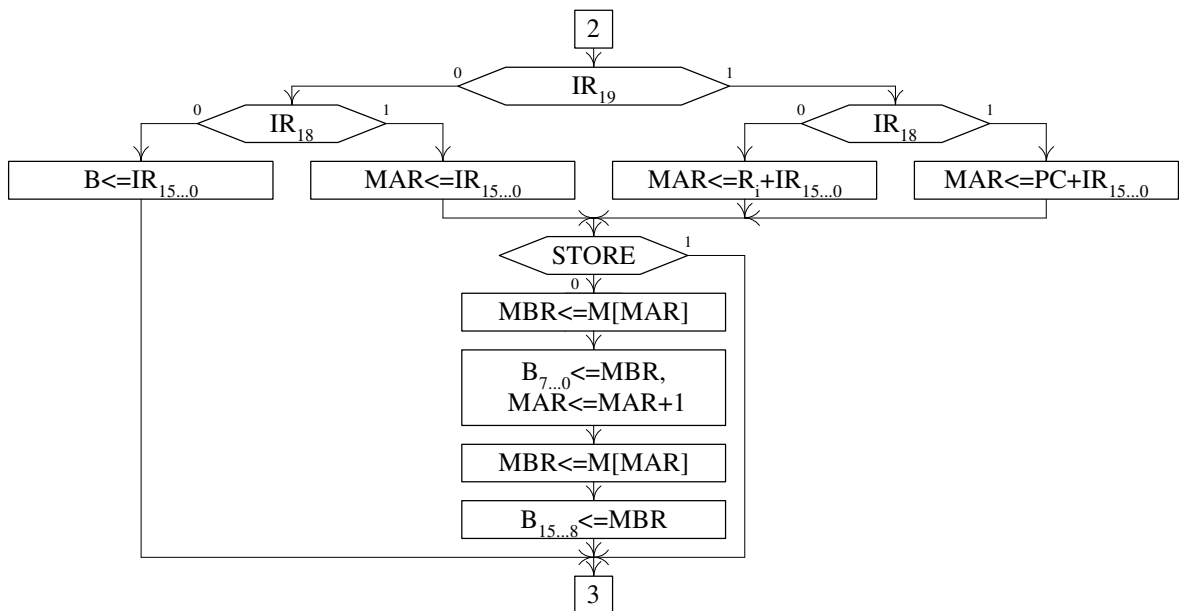 2
0 1
IR₁₉
0 1 0 1
IR₁₈ IR₁₈
B<=IR₁₅...₀ MAR<=IR₁₅...₀ MAR<=Rᵢ+IR₁₅...₀ MAR<=PC+IR₁₅...₀
STORE 1
0
MBR<=M[MAR]
B₇...₀<=MBR,
MAR<=MAR+1
MBR<=M[MAR]
B₁₅...₈<=MBR
3